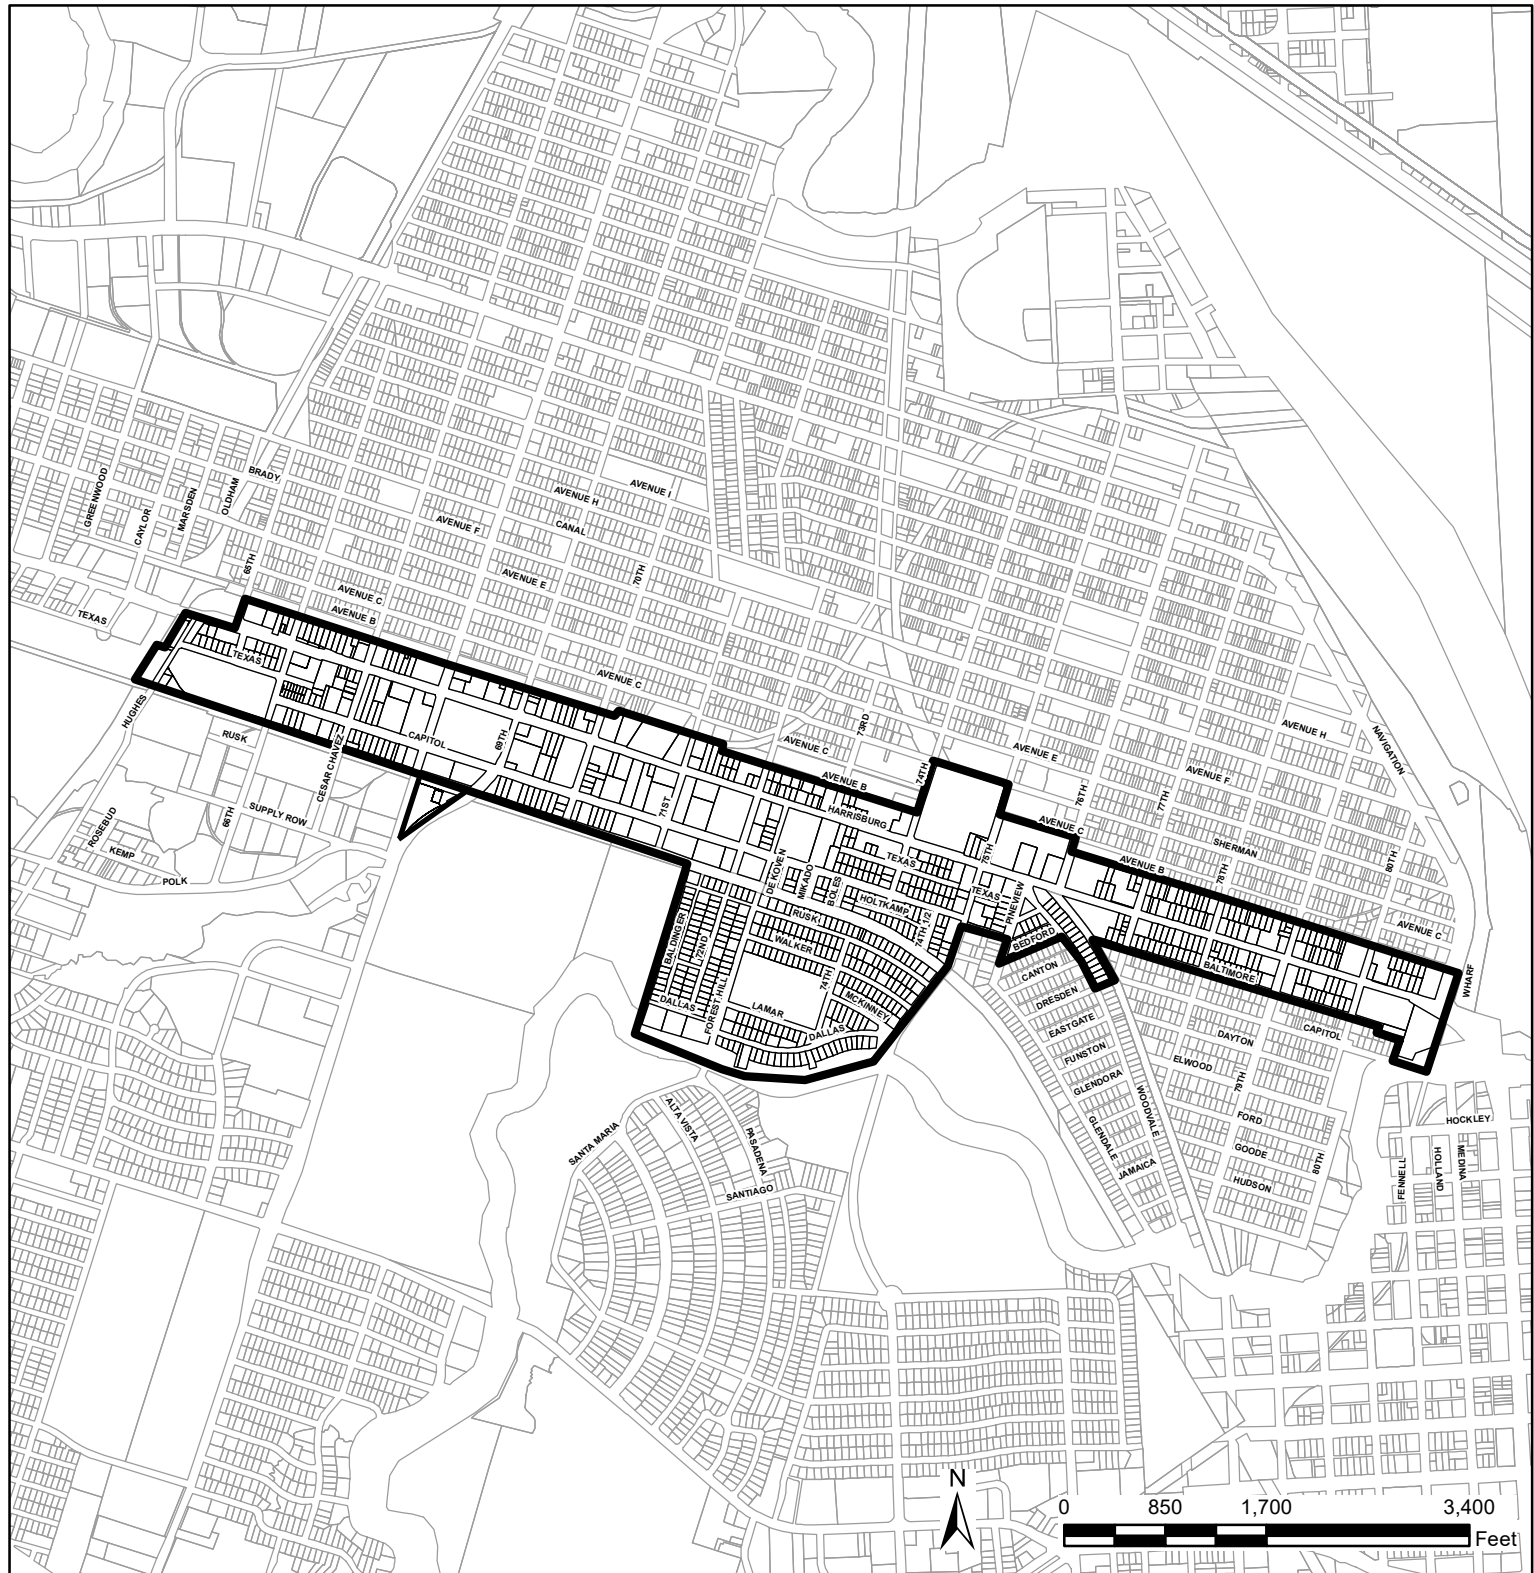 BRADY
GREENWOOD
CAYLOR
MARSDEN
OLDHAM
AVENUE I
AVENUE H
AVENUE F
CANAL
65TH
AVENUE E
70TH
AVENUE C
AVENUE B
TEXAS
TEXAS
AVENUE C
HUGHES
RUSK
CESAR CHAVEZ
CAPITOL
69TH
AVENUE C
73RD
AVENUE E
AVENUE H
NAVIGATION
AVENUE B
74TH
AVENUE F
76TH
77TH
ROSEBUD
KEMP
POLK
66TH
SUPPLY ROW
71ST
HARRISBURG
AVENUE C
SHERMAN
TEXAS
75TH
AVENUE B
78TH
80TH
DE KOVEN
MIKADO
BOLES
HOLTKAMP
TEXAS
PINEVIEW
RUSK
74TH 1/2
AVENUE C
BALDINGER
72ND
WALKER
BEDFORD
FOREST HILL
CANTON
BALTIMORE
WHARF
DALLAS
LAMAR
74TH
MCKINNEY
DRESDEN
DALLAS
EASTGATE
DAYTON
CAPITOL
FUNSTON
ELWOOD
GLENDORA
79TH
SANTA MARIA
ALTA VISTA
PASADENA
GLENDALE
WOODVALE
FORD
HOCKLEY
GOODE
JAMAICA
HUDSON
80TH
FENNELL
HOLLAND
MEDINA
SANTIAGO
N
0 850 1,700 3,400
Feet